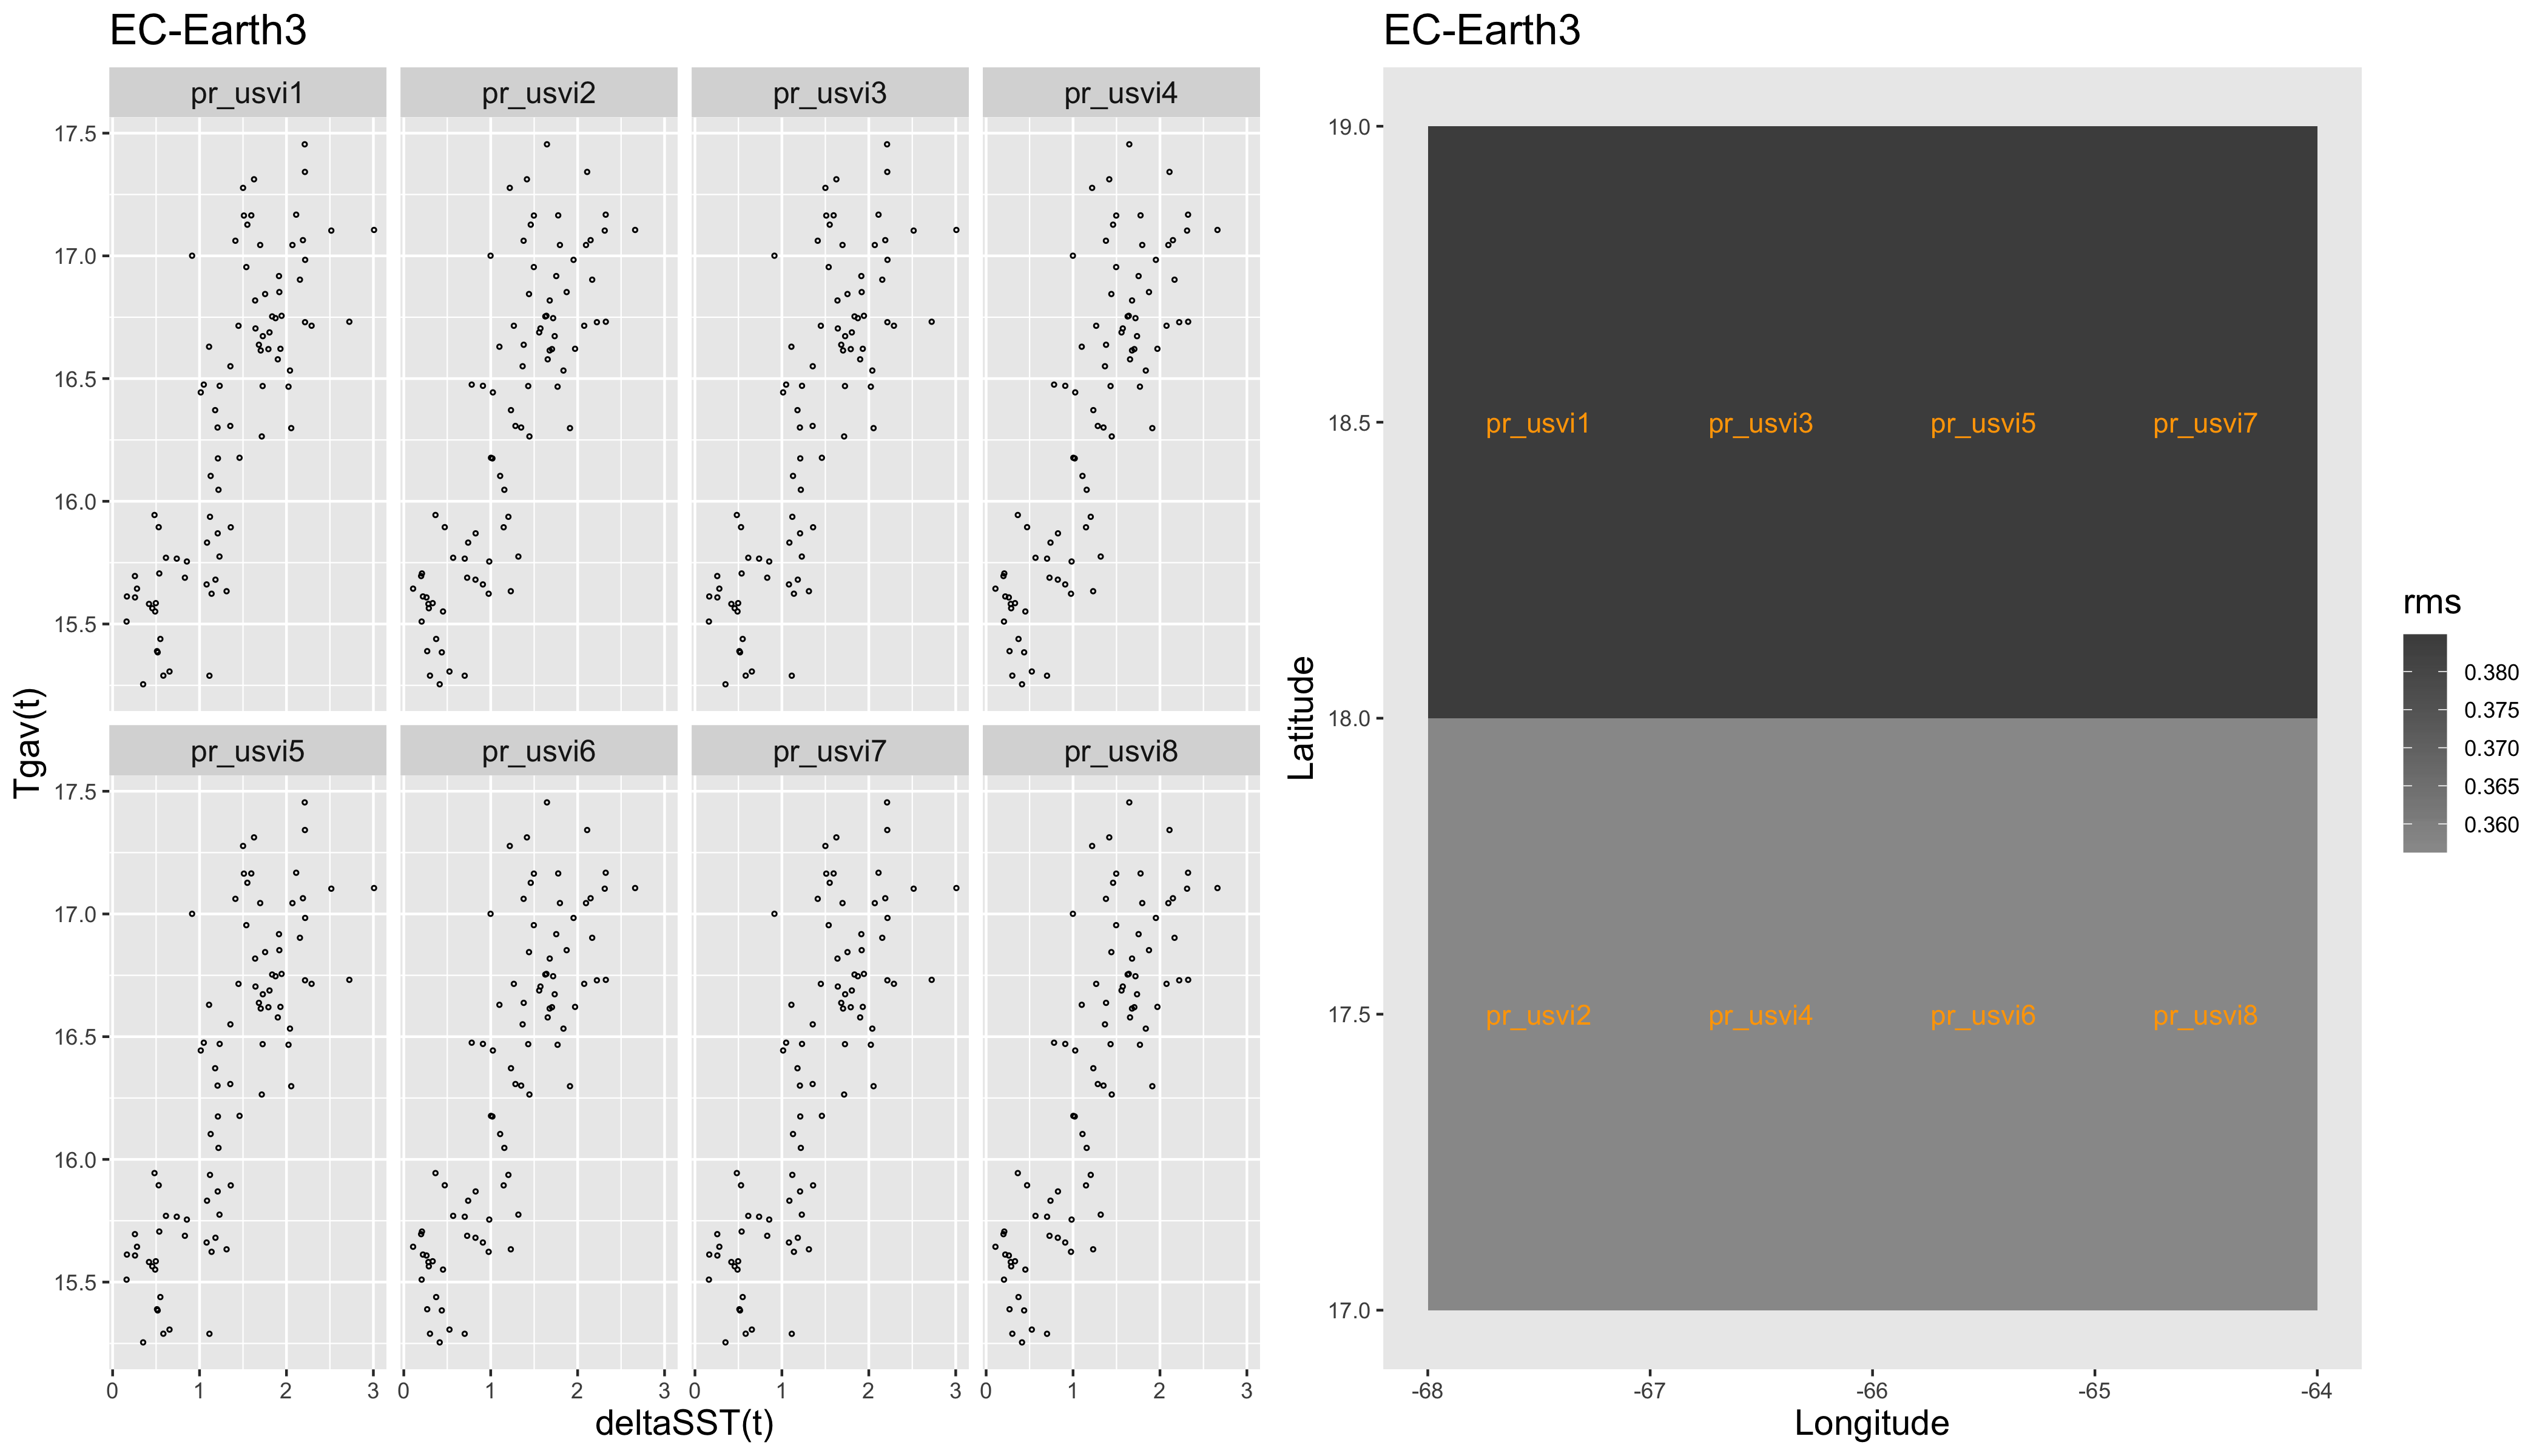 EC-Earth3
pr_usvi1 pr_usvi2 pr_usvi3 pr_usvi4
17.5
17.0
16.5
16.0
15.5
pr_usvi5 pr_usvi6 pr_usvi7 pr_usvi8
17.5
17.0
16.5
16.0
15.5
0 1 2 3 0 1 2 3 0 1 2 3 0 1 2 3
deltaSST(t)
Tgav(t)
EC-Earth3
19.0
18.5
18.0
17.5
17.0
pr_usvi1 pr_usvi3 pr_usvi5 pr_usvi7
pr_usvi2 pr_usvi4 pr_usvi6 pr_usvi8
-68 -67 -66 -65 -64
Longitude
Latitude
rms
0.380
0.375
0.370
0.365
0.360